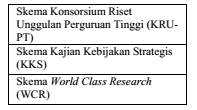 Skema Konsorsium Riset
Unggulan Perguruan Tinggi (KRU-
PT)
Skema Kajian Kebijakan Strategis
(KKS)
Skema World Class Research
(WCR)